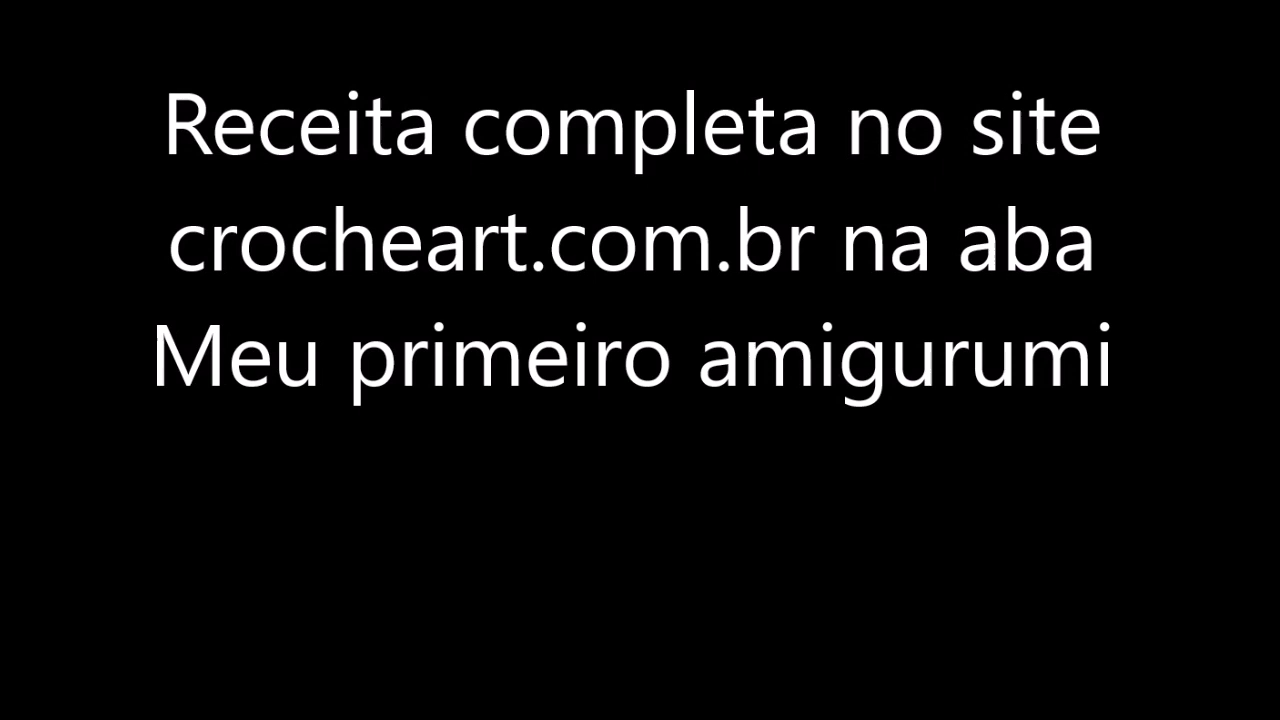 Receita completa no site
crocheart.com.br na aba
Meu primeiro amigurumi